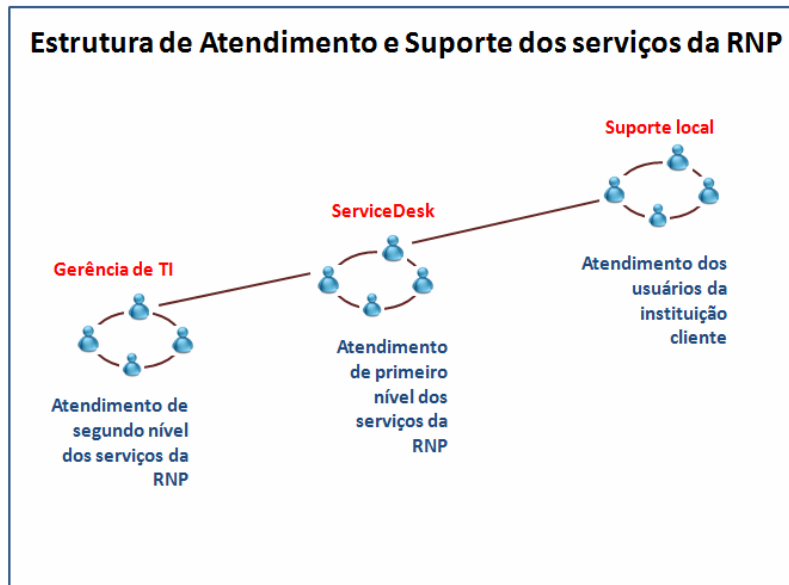 Estrutura de Atendimento e Suporte dos serviços da RNP
Suporte local
ServiceDesk
Gerência de TI
Atendimento dos
usuários da
instituição
cliente
Atendimento
de primeiro
nível dos
serviços da
RNP
Atendimento de
segundo nível
dos serviços da
RNP